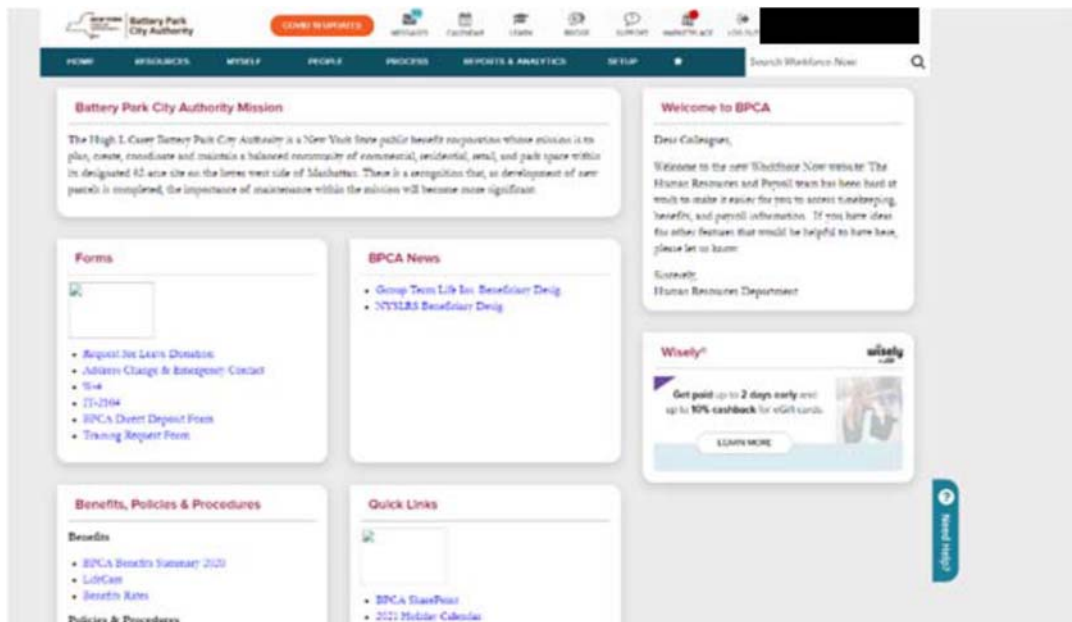 NEW YORK
Battery Park
City Authority
COVID 19 UPDATES
MESSAGES
CALENDAR
LEARN
BRIDGE
SUPPORT
MARKETPLACE
LOG OUT
HOME
RESOURCES
MYSELF
PEOPLE
PROCESS
REPORTS & ANALYTICS
SETUP
Search Workforce Now
Battery Park City Authority Mission
The Hugh L Carey Battery Park City Authority is a New York State public benefit corporation whose mission is to
plan, create, coordinate and maintain a balanced community of commercial, residential, retail, and park space within
its designated 92-acre site on the lower west side of Manhattan. There is a recognition that, as development of new
parcels is completed, the importance of maintenance within the mission will become more significant.
Welcome to BPCA
Dear Colleagues,
Welcome to the new Workforce Now website. The
Human Resources and Payroll team has been hard at
work to make it easier for you to access timekeeping,
benefits, and payroll information. If you have ideas
for other features that would be helpful to have here,
please let us know.
Sincerely,
Human Resources Department
Forms
Request for Leave Donation
Address Change & Emergency Contact
W-4
IT-2104
BPCA Direct Deposit Form
Training Request Form
BPCA News
Group Term Life Ins. Beneficiary Desig
NYSLRS Beneficiary Desig
Wisely®
wisely
Get paid up to 2 days early and
up to 10% cashback for eGift cards.
LEARN MORE
Benefits, Policies & Procedures
Benefits
BPCA Benefits Summary 2020
LifeCare
Benefits Rates
Policies & Procedures
Quick Links
BPCA SharePoint
2021 Holiday Calendar
Need Help?